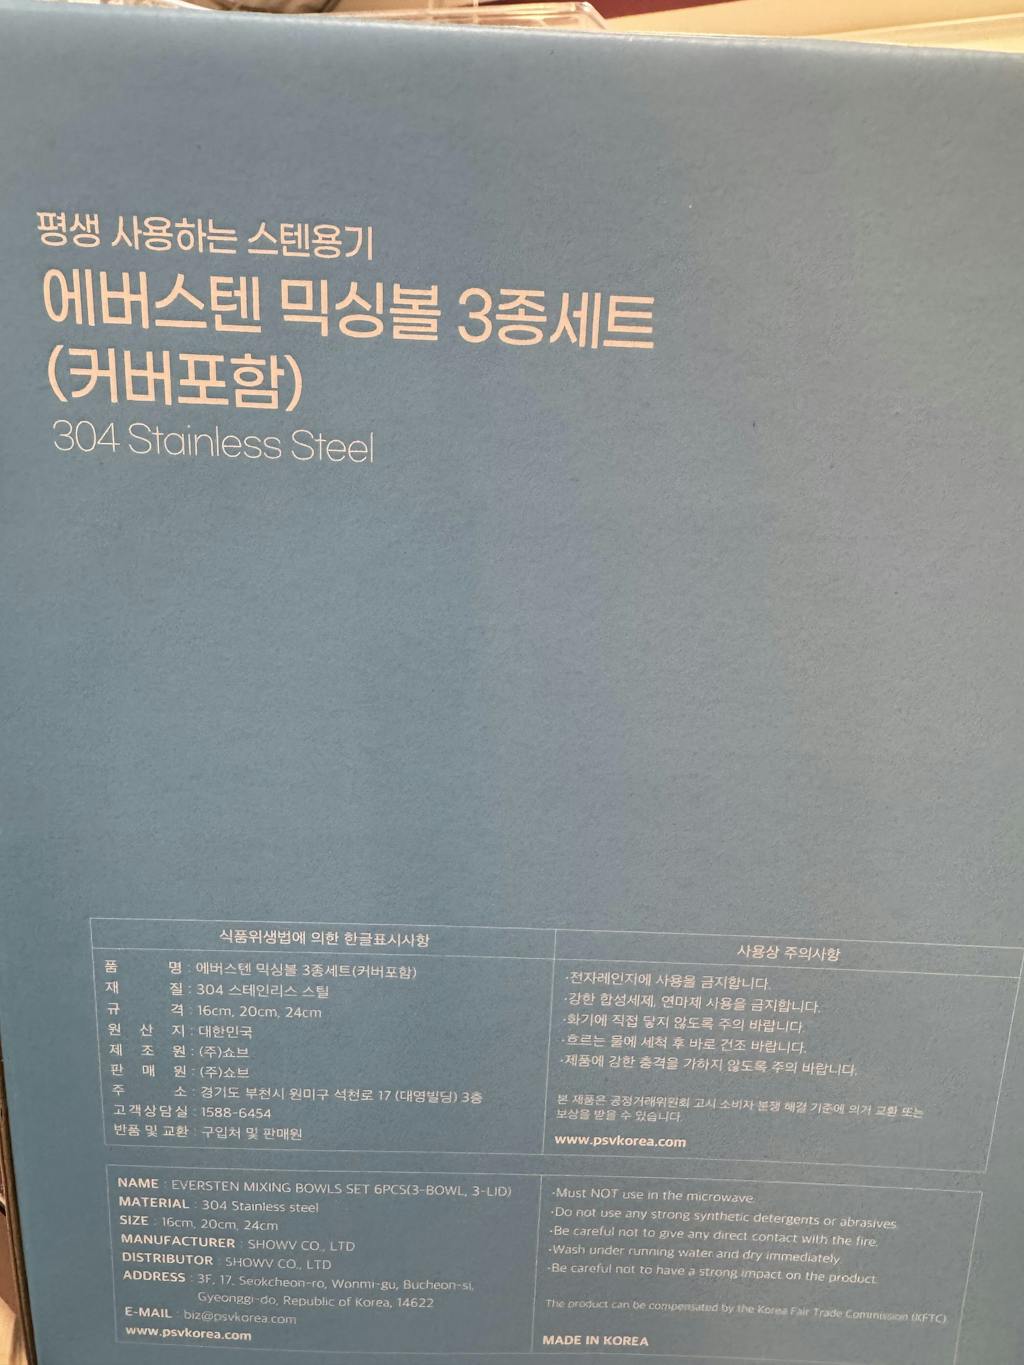 평생 사용하는 스텐용기
에버스텐 믹싱볼 3종세트
(커버포함)
304 Stainless Steel
식품위생법에 의한 한글표시사항
품 명 : 에버스텐 믹싱볼 3종세트(커버포함)
재 질 : 304 스테인리스 스틸
규 격 : 16cm, 20cm, 24cm
원 산 지 : 대한민국
제 조 원 : (주)쇼브
판 매 원 : (주)쇼브
주 소 : 경기도 부천시 원미구 석천로 17 (대영빌딩) 3층
고객상담실 : 1588-6454
반품 및 교환 : 구입처 및 판매원
사용상 주의사항
·전자레인지에 사용을 금지합니다.
·강한 합성세제, 연마제 사용을 금지합니다.
·화기에 직접 닿지 않도록 주의 바랍니다.
·흐르는 물에 세척 후 바로 건조 바랍니다.
·제품에 강한 충격을 가하지 않도록 주의 바랍니다.
본 제품은 공정거래위원회 고시 소비자 분쟁 해결 기준에 의거 교환 또는
보상을 받을 수 있습니다.
www.psvkorea.com
NAME : EVERSTEN MIXING BOWLS SET 6PCS(3-BOWL, 3-LID)
MATERIAL : 304 Stainless steel
SIZE : 16cm, 20cm, 24cm
MANUFACTURER : SHOWV CO., LTD
DISTRIBUTOR : SHOWV CO., LTD
ADDRESS : 3F, 17, Seokcheon-ro, Wonmi-gu, Bucheon-si,
Gyeonggi-do, Republic of Korea, 14622
E-MAIL : biz@psvkorea.com
www.psvkorea.com
·Must NOT use in the microwave.
·Do not use any strong synthetic detergents or abrasives.
·Be careful not to give any direct contact with the fire.
·Wash under running water and dry immediately.
·Be careful not to have a strong impact on the product.
The product can be compensated by the Korea Fair Trade Commission (KFTC)
MADE IN KOREA